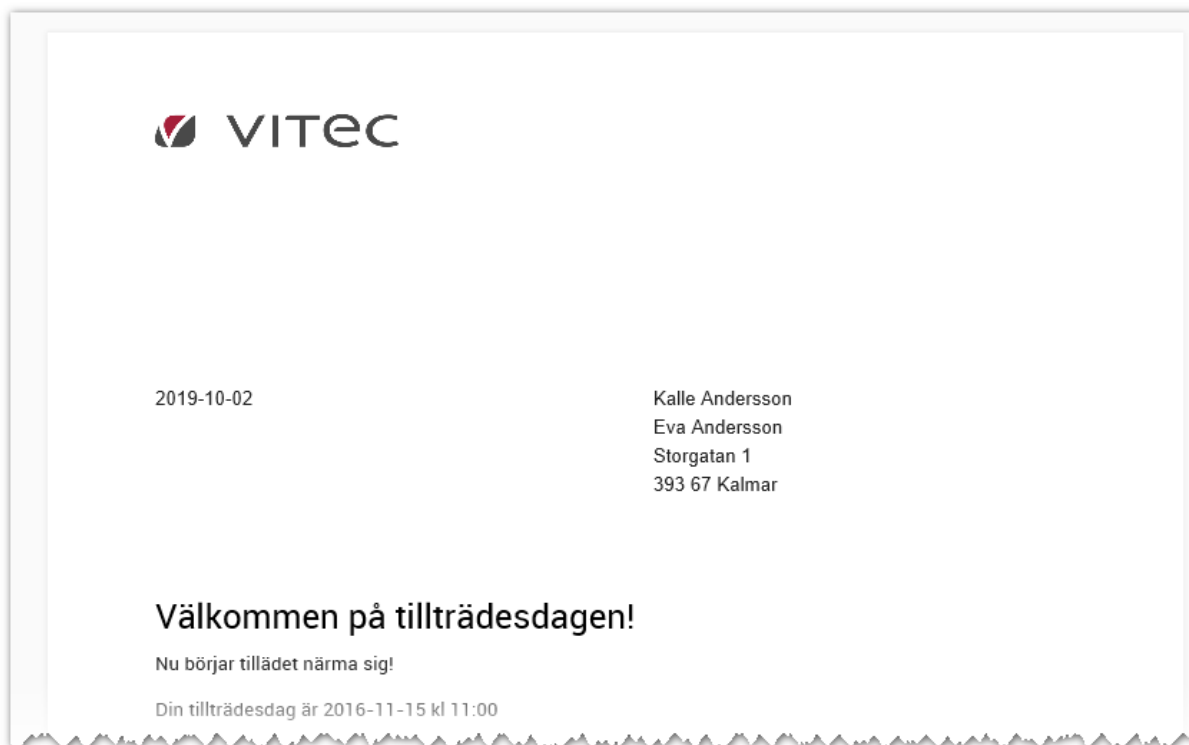 VITEC
2019-10-02
Kalle Andersson
Eva Andersson
Storgatan 1
393 67 Kalmar
Välkommen på tillträdesdagen!
Nu börjar tillädet närma sig!
Din tillträdesdag är 2016-11-15 kl 11:00